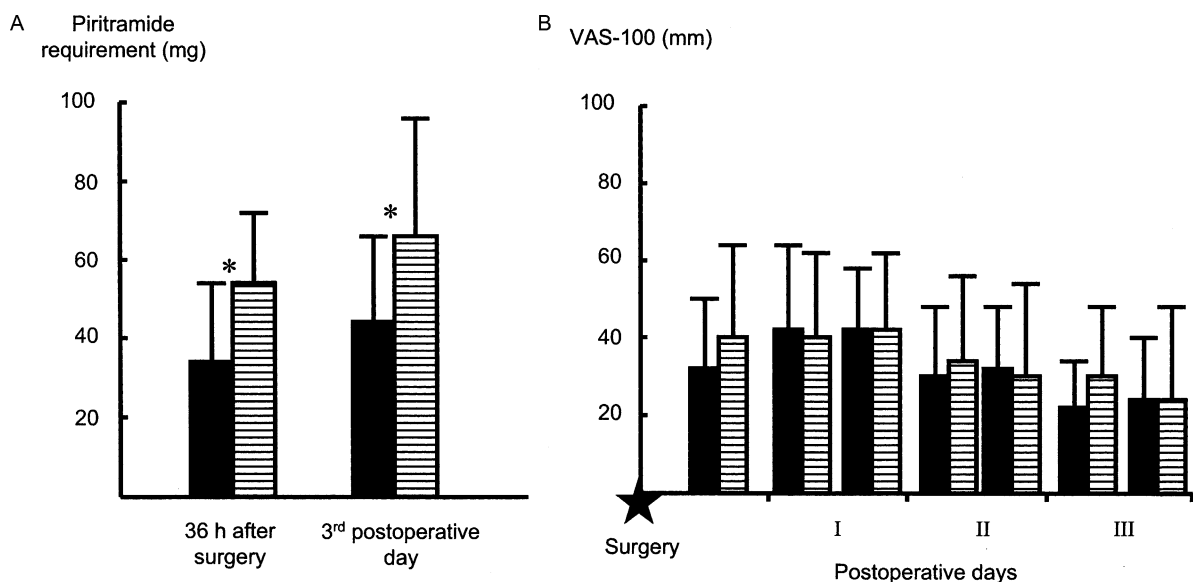 A
Piritramide
requirement (mg)
100
80
60
40
20
*
*
36 h after
surgery
3rd postoperative
day
B
VAS-100 (mm)
100
80
60
40
20
Surgery
I
II
III
Postoperative days